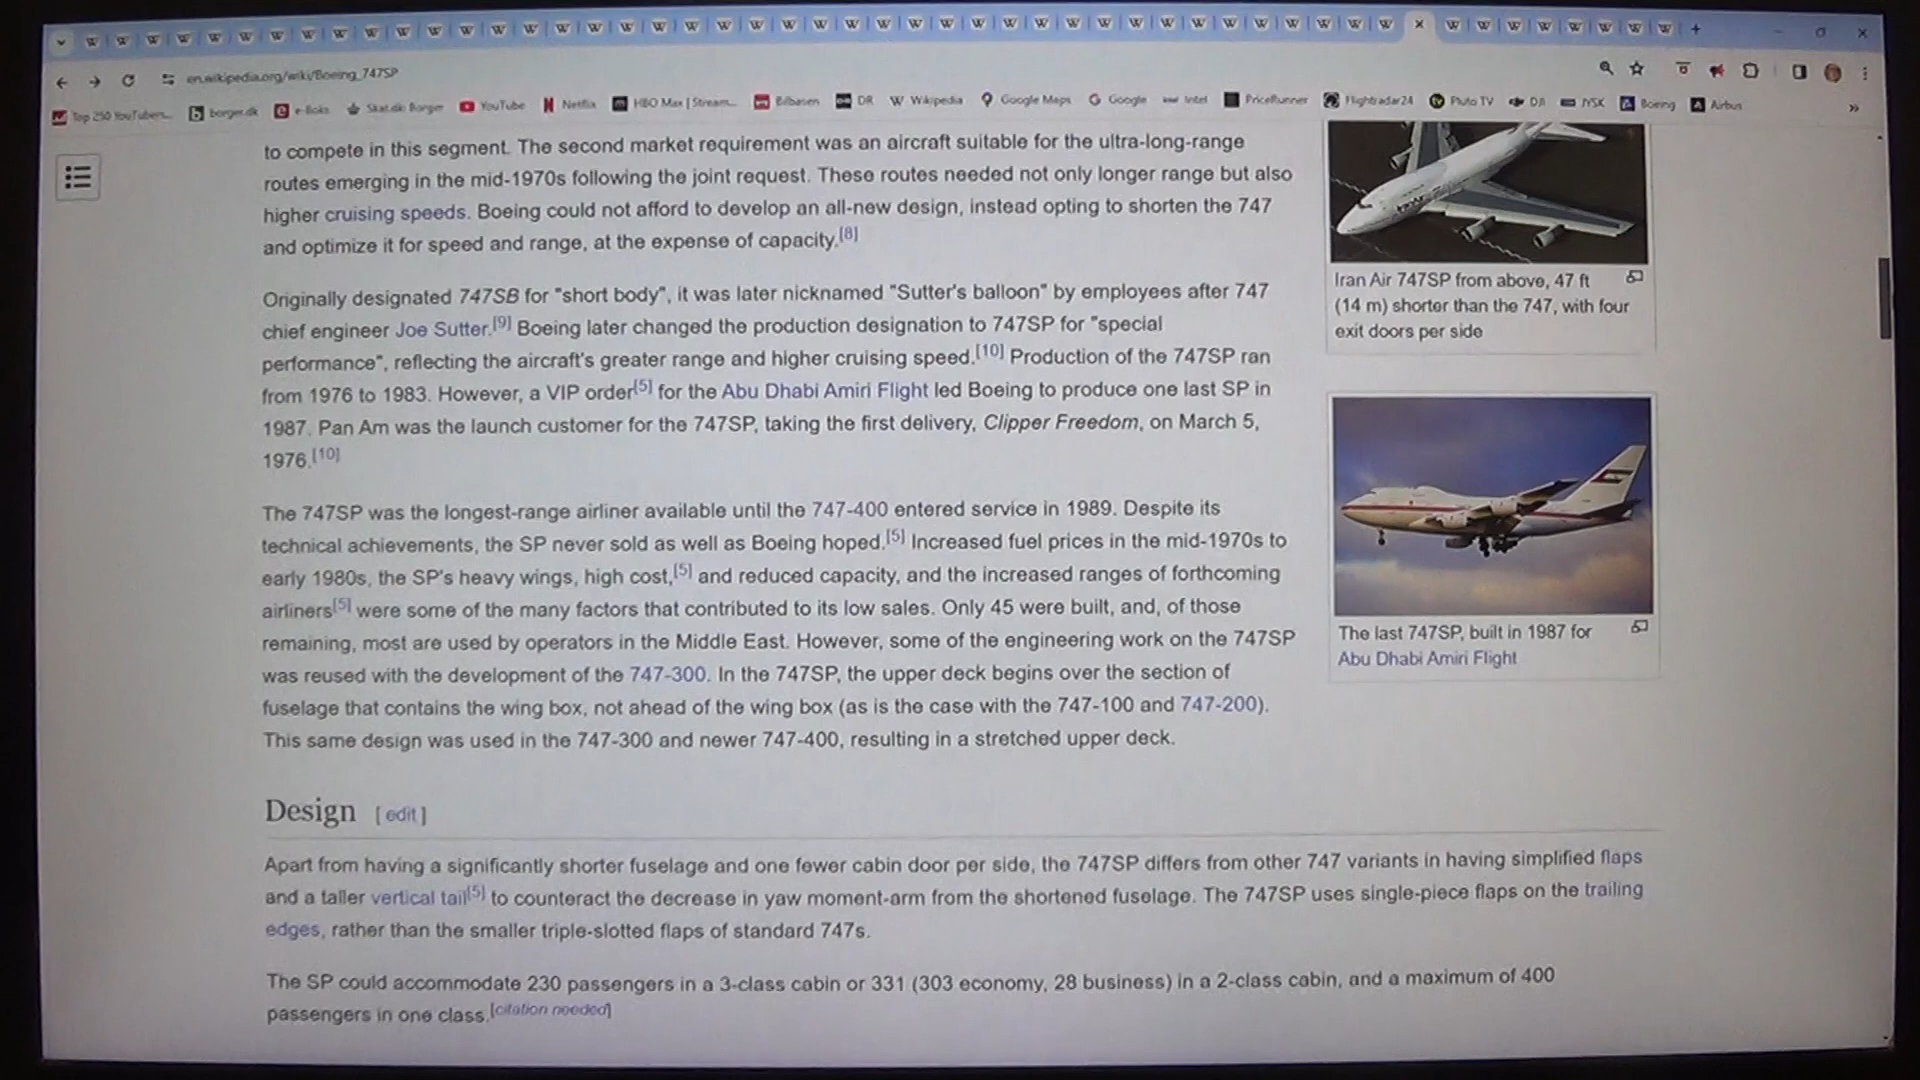 en.wikipedia.org/wiki/Boeing_747SP
Top 250 YouTubers... borger.dk e-Boks Skat.dk: Borger YouTube Netflix HBO Max | Stream... Bilbasen DR Wikipedia Google Maps Google Intel PriceRunner Flightradar24 Pluto TV DJI JYSK Boeing Airbus
to compete in this segment. The second market requirement was an aircraft suitable for the ultra-long-range
routes emerging in the mid-1970s following the joint request. These routes needed not only longer range but also
higher cruising speeds. Boeing could not afford to develop an all-new design, instead opting to shorten the 747
and optimize it for speed and range, at the expense of capacity.[8]
Originally designated 747SB for "short body", it was later nicknamed "Sutter's balloon" by employees after 747
chief engineer Joe Sutter.[9] Boeing later changed the production designation to 747SP for "special
performance", reflecting the aircraft's greater range and higher cruising speed.[10] Production of the 747SP ran
from 1976 to 1983. However, a VIP order[5] for the Abu Dhabi Amiri Flight led Boeing to produce one last SP in
1987. Pan Am was the launch customer for the 747SP, taking the first delivery, Clipper Freedom, on March 5,
1976.[10]
The 747SP was the longest-range airliner available until the 747-400 entered service in 1989. Despite its
technical achievements, the SP never sold as well as Boeing hoped.[5] Increased fuel prices in the mid-1970s to
early 1980s, the SP's heavy wings, high cost,[5] and reduced capacity, and the increased ranges of forthcoming
airliners[5] were some of the many factors that contributed to its low sales. Only 45 were built, and, of those
remaining, most are used by operators in the Middle East. However, some of the engineering work on the 747SP
was reused with the development of the 747-300. In the 747SP, the upper deck begins over the section of
fuselage that contains the wing box, not ahead of the wing box (as is the case with the 747-100 and 747-200).
This same design was used in the 747-300 and newer 747-400, resulting in a stretched upper deck.
Iran Air 747SP from above, 47 ft
(14 m) shorter than the 747, with four
exit doors per side
The last 747SP, built in 1987 for
Abu Dhabi Amiri Flight
Design [ edit ]
Apart from having a significantly shorter fuselage and one fewer cabin door per side, the 747SP differs from other 747 variants in having simplified flaps
and a taller vertical tail[5] to counteract the decrease in yaw moment-arm from the shortened fuselage. The 747SP uses single-piece flaps on the trailing
edges, rather than the smaller triple-slotted flaps of standard 747s.
The SP could accommodate 230 passengers in a 3-class cabin or 331 (303 economy, 28 business) in a 2-class cabin, and a maximum of 400
passengers in one class.[citation needed]